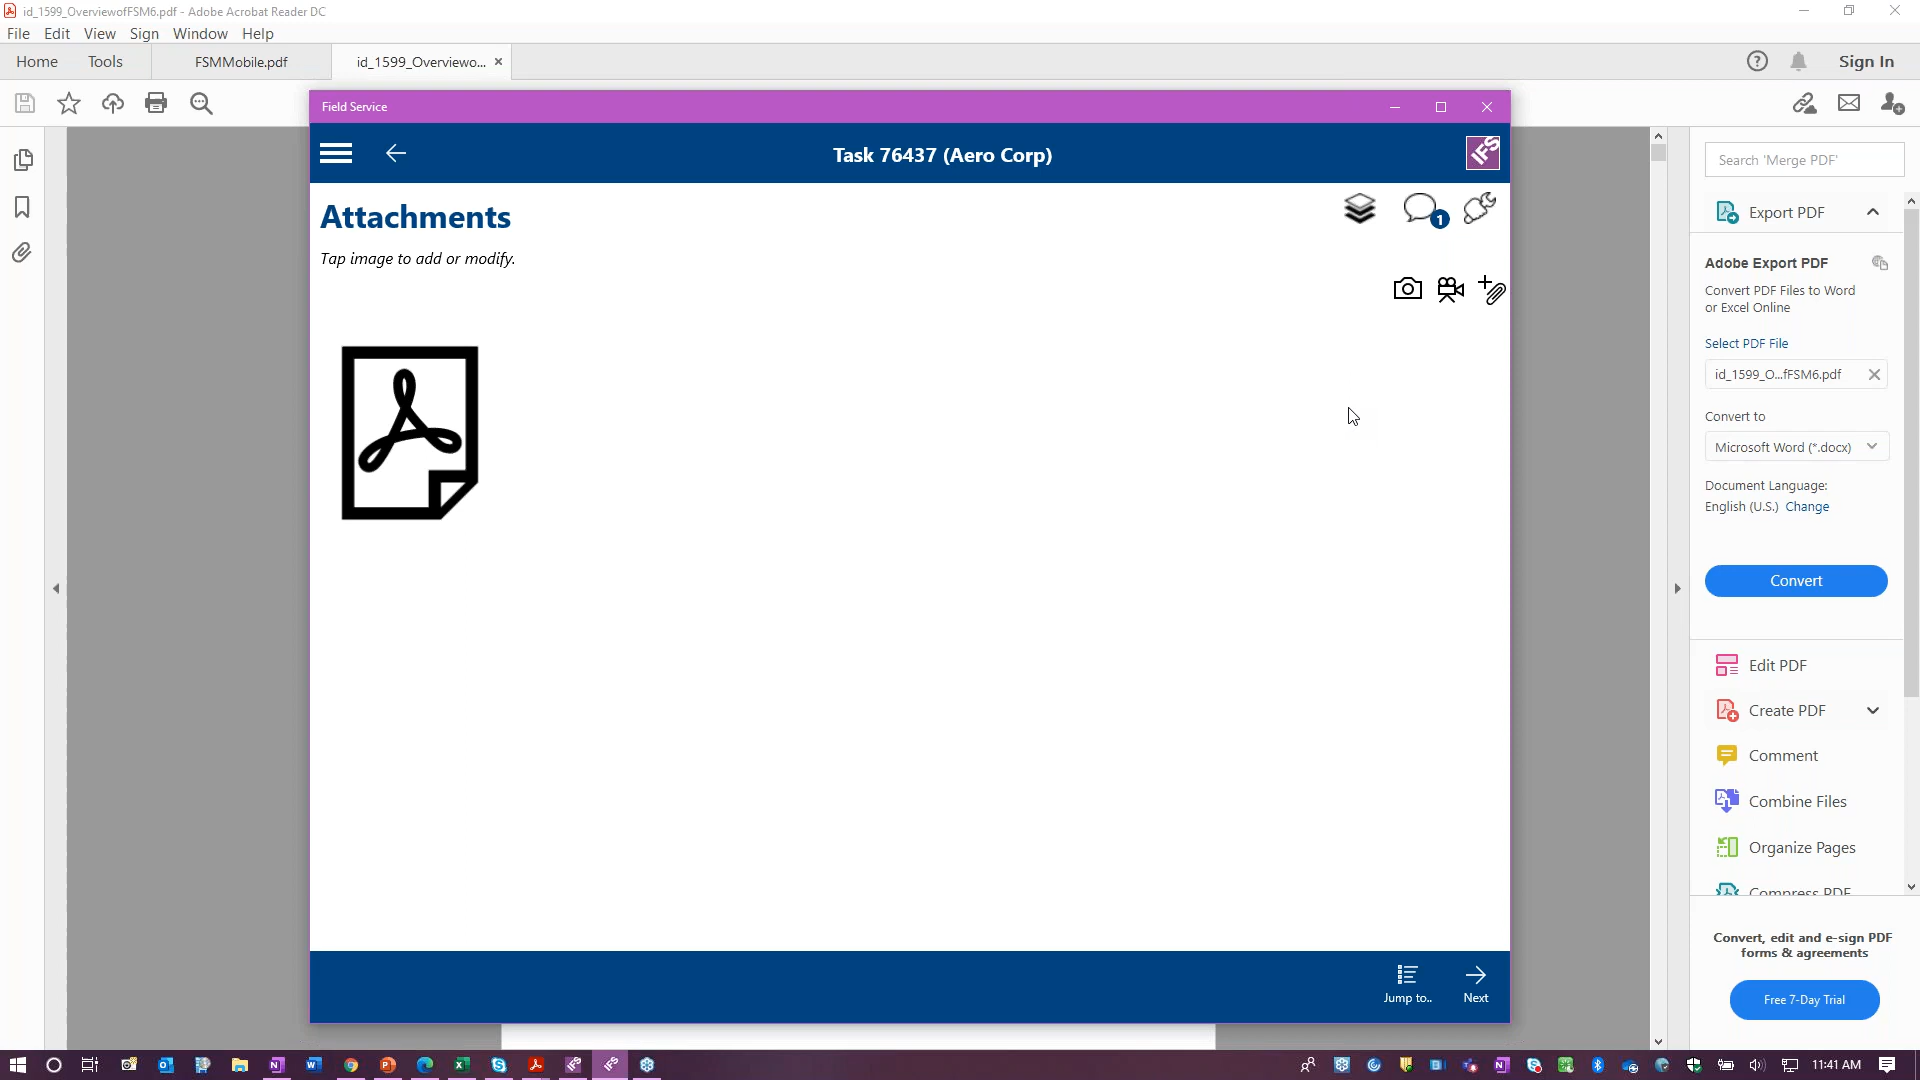 id_1599_OverviewofFSM6.pdf - Adobe Acrobat Reader DC
File Edit View Sign Window Help
Home Tools FSMMobile.pdf id_1599_Overviewo... Sign In
Field Service
Task 76437 (Aero Corp)
IFS
Attachments
1
Tap image to add or modify.
Jump to..
Next
Search 'Merge PDF'
Export PDF
Adobe Export PDF
Convert PDF Files to Word
or Excel Online
Select PDF File
id_1599_O...fFSM6.pdf
Convert to
Microsoft Word (*.docx)
Document Language:
English (U.S.) Change
Convert
Edit PDF
Create PDF
Comment
Combine Files
Organize Pages
Compress PDF
Convert, edit and e-sign PDF
forms & agreements
Free 7-Day Trial
11:41 AM